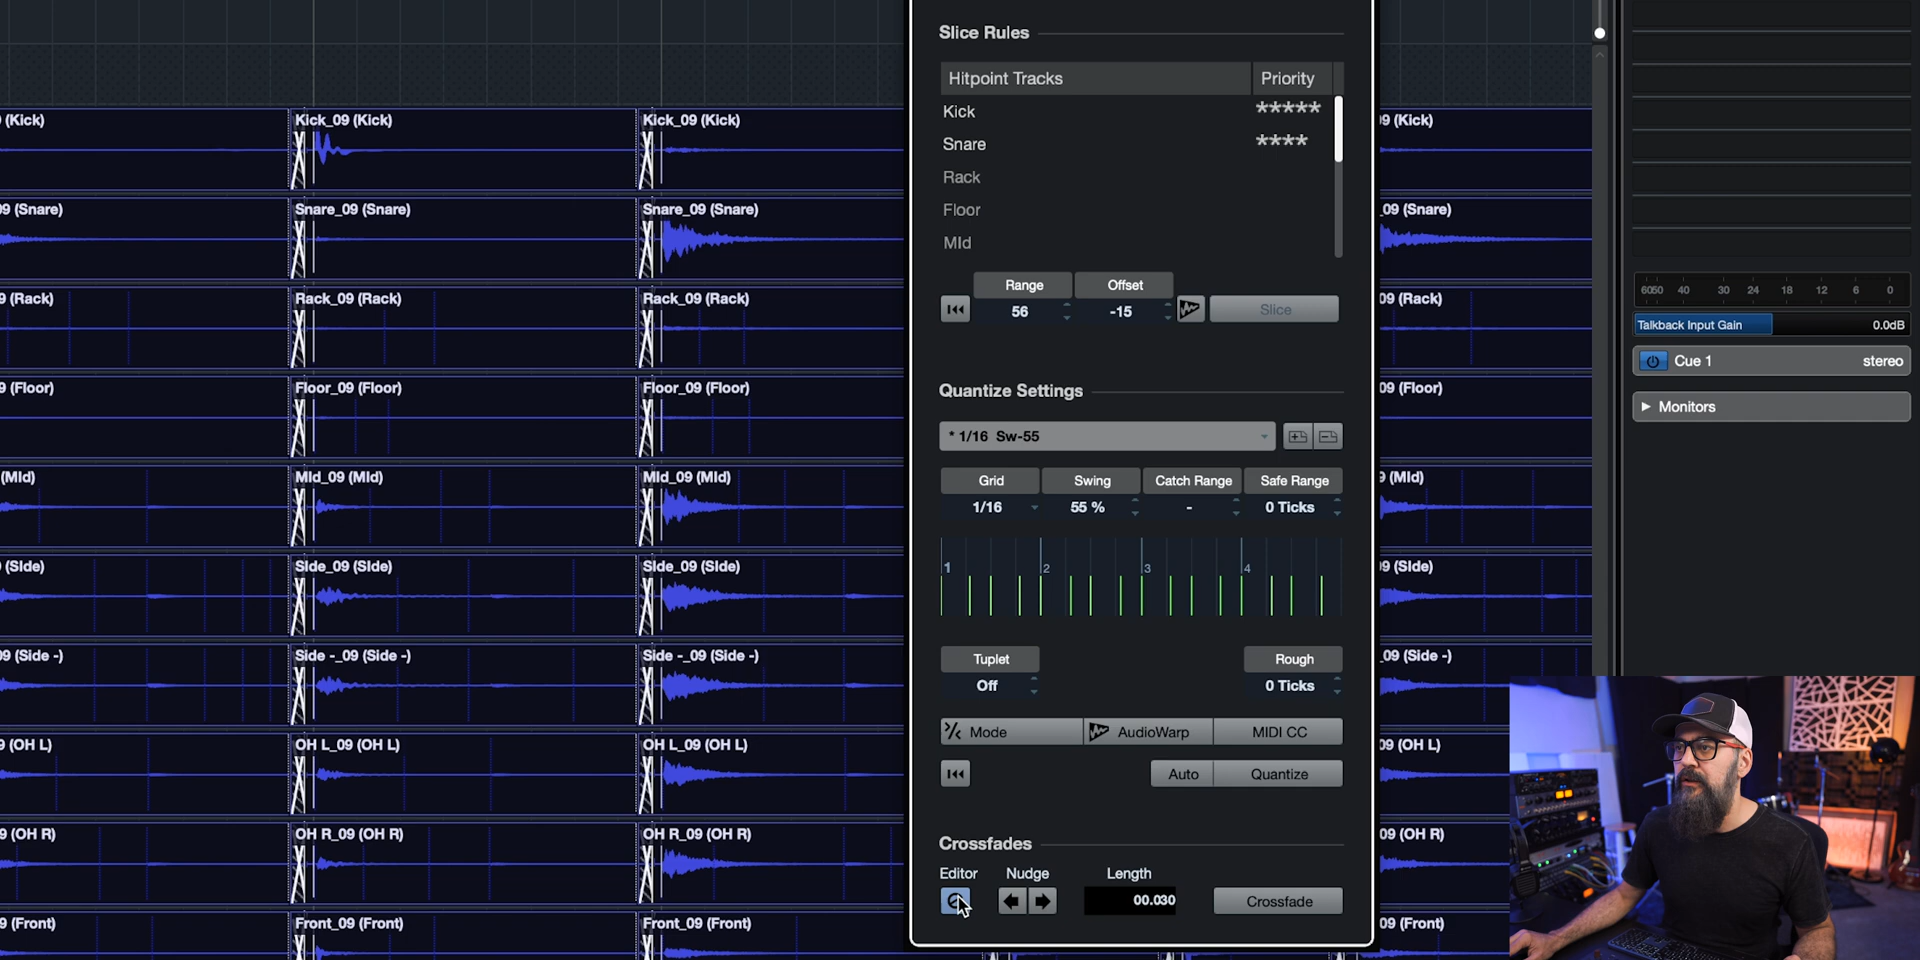 Slice Rules
Hitpoint Tracks Priority
Kick *****
Snare ****
Rack
Floor
MId
Range Offset
56 -15 Slice
Quantize Settings
* 1/16 Sw-55
Grid Swing Catch Range Safe Range
1/16 55 % - 0 Ticks
1 2 3 4
Tuplet Rough
Off 0 Ticks
Mode AudioWarp MIDI CC
Auto Quantize
Crossfades
Editor Nudge Length
00.030 Crossfade
(Kick) Kick_09 (Kick) Kick_09 (Kick) 09 (Kick)
09 (Snare) Snare_09 (Snare) Snare_09 (Snare) _09 (Snare)
(Rack) Rack_09 (Rack) Rack_09 (Rack) 09 (Rack)
(Floor) Floor_09 (Floor) Floor_09 (Floor) 09 (Floor)
(MId) MId_09 (MId) MId_09 (MId) 9 (MId)
(SIde) SIde_09 (SIde) SIde_09 (SIde) 09 (SIde)
09 (Side -) Side -_09 (Side -) Side -_09 (Side -) _09 (Side -)
(OH L) OH L_09 (OH L) OH L_09 (OH L) 09 (OH L)
9 (OH R) OH R_09 (OH R) OH R_09 (OH R) 09 (OH R)
(Front) Front_09 (Front) Front_09 (Front) 09 (Front)
6050 40 30 24 18 12 6 0
Talkback Input Gain 0.0dB
Cue 1 stereo
Monitors